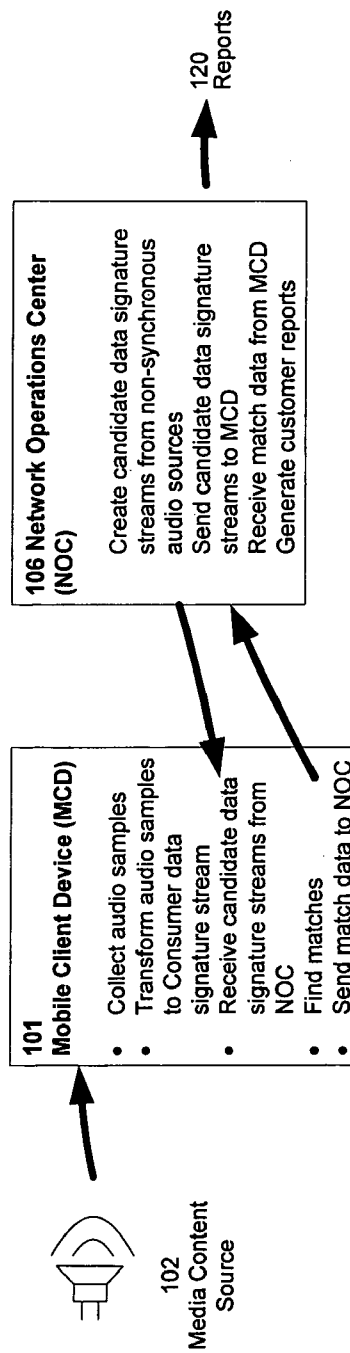 102
Media Content
Source
101
Mobile Client Device (MCD)
• Collect audio samples
• Transform audio samples
to Consumer data
signature stream
• Receive candidate data
signature streams from
NOC
• Find matches
• Send match data to NOC
106 Network Operations Center
(NOC)
Create candidate data signature
streams from non-synchronous
audio sources
Send candidate data signature
streams to MCD
Receive match data from MCD
Generate customer reports
120
Reports